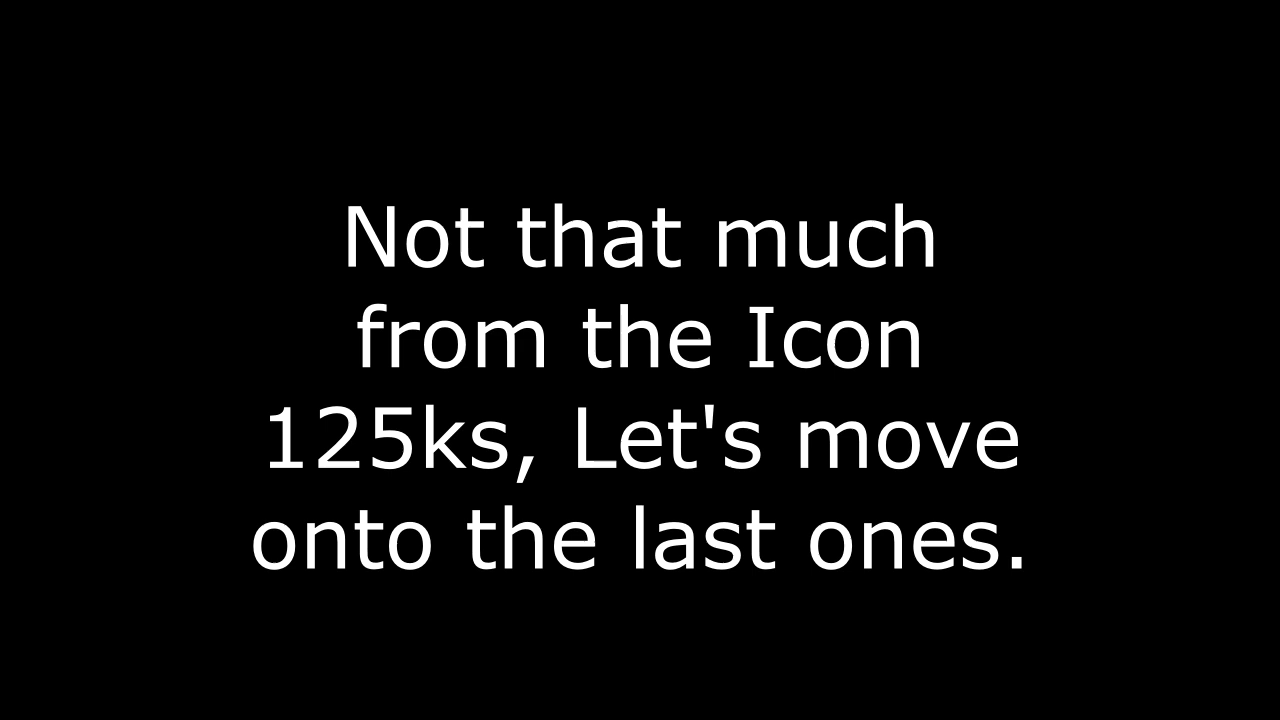 Not that much
from the Icon
125ks, Let's move
onto the last ones.